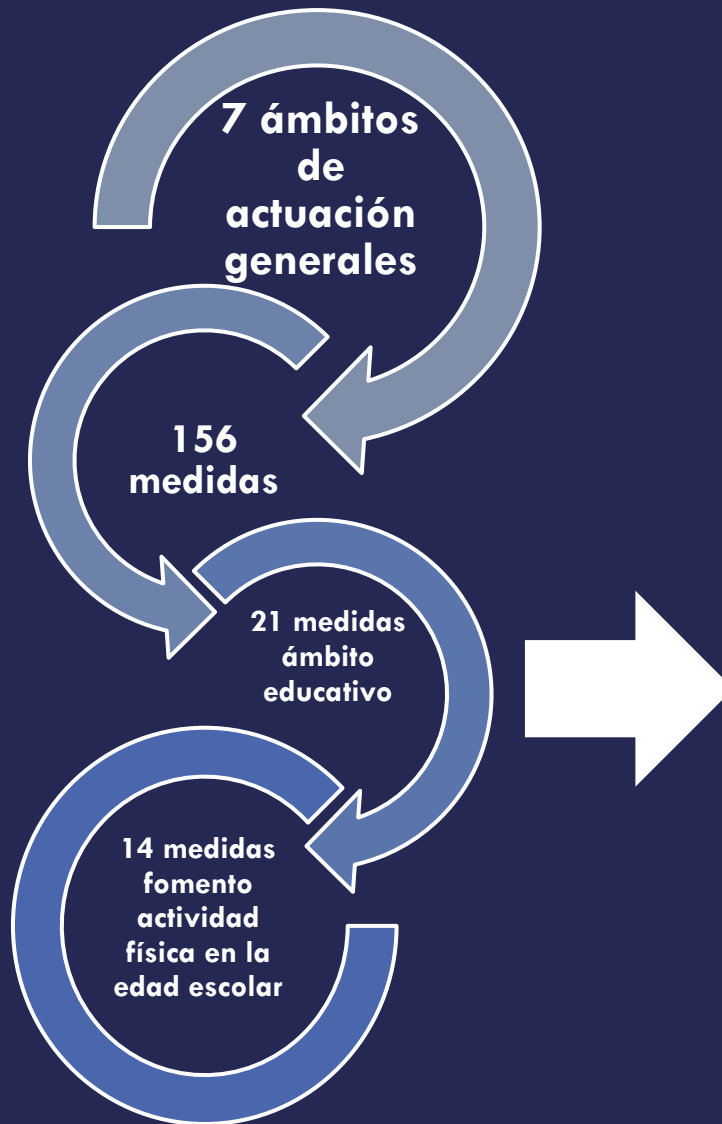 7 ámbitos
de
actuación
generales
156
medidas
21 medidas
ámbito
educativo
14 medidas
fomento
actividad
física en la
edad escolar